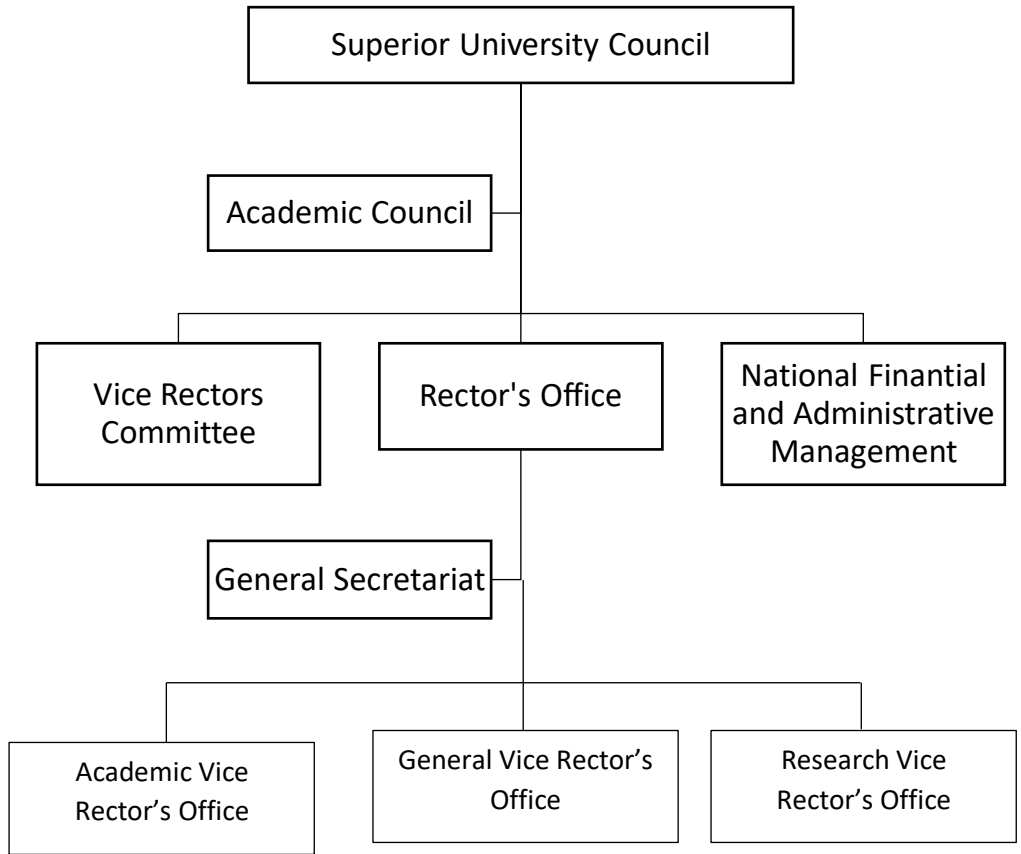 Superior University Council
Academic Council
Vice Rectors
Committee
Rector's Office
National Finantial
and Administrative
Management
General Secretariat
Academic Vice
Rector’s Office
General Vice Rector’s
Office
Research Vice
Rector’s Office